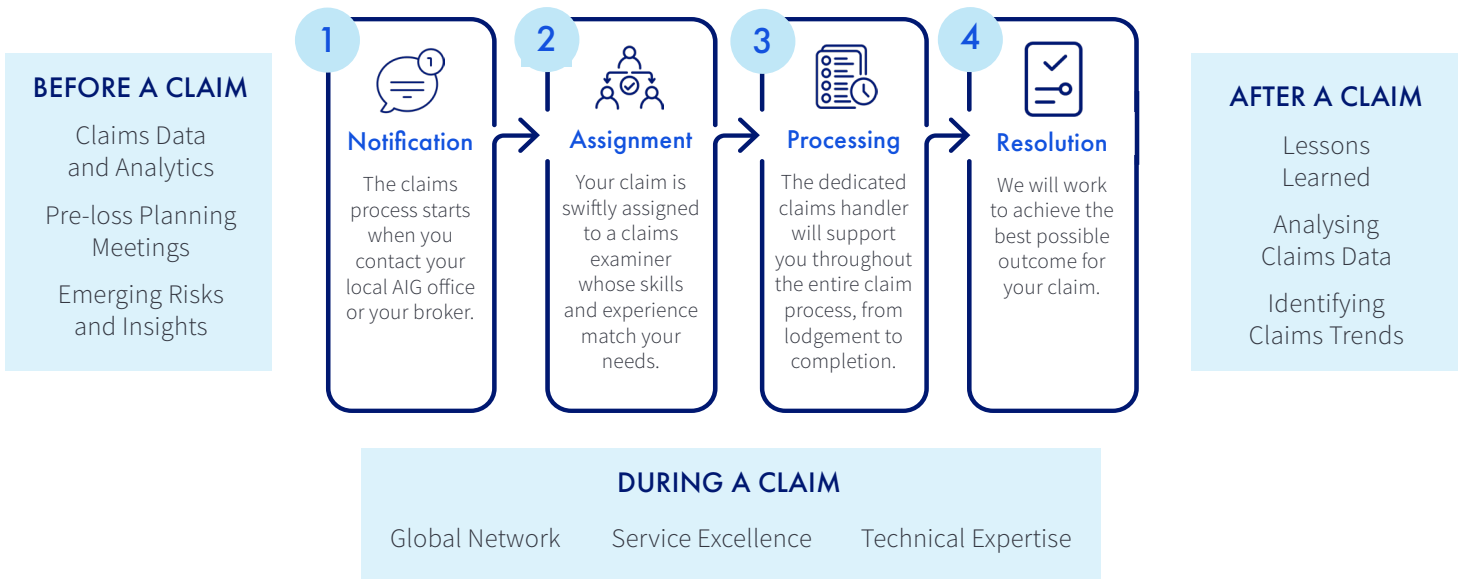 BEFORE A CLAIM
Claims Data
and Analytics
Pre-loss Planning
Meetings
Emerging Risks
and Insights
1
1
Notification
The claims
process starts
when you
contact your
local AIG office
or your broker.
2
Assignment
Your claim is
swiftly assigned
to a claims
examiner
whose skills
and experience
match your
needs.
3
Processing
The dedicated
claims handler
will support
you throughout
the entire claim
process, from
lodgement to
completion.
4
Resolution
We will work
to achieve the
best possible
outcome for
your claim.
AFTER A CLAIM
Lessons
Learned
Analysing
Claims Data
Identifying
Claims Trends
DURING A CLAIM
Global Network
Service Excellence
Technical Expertise